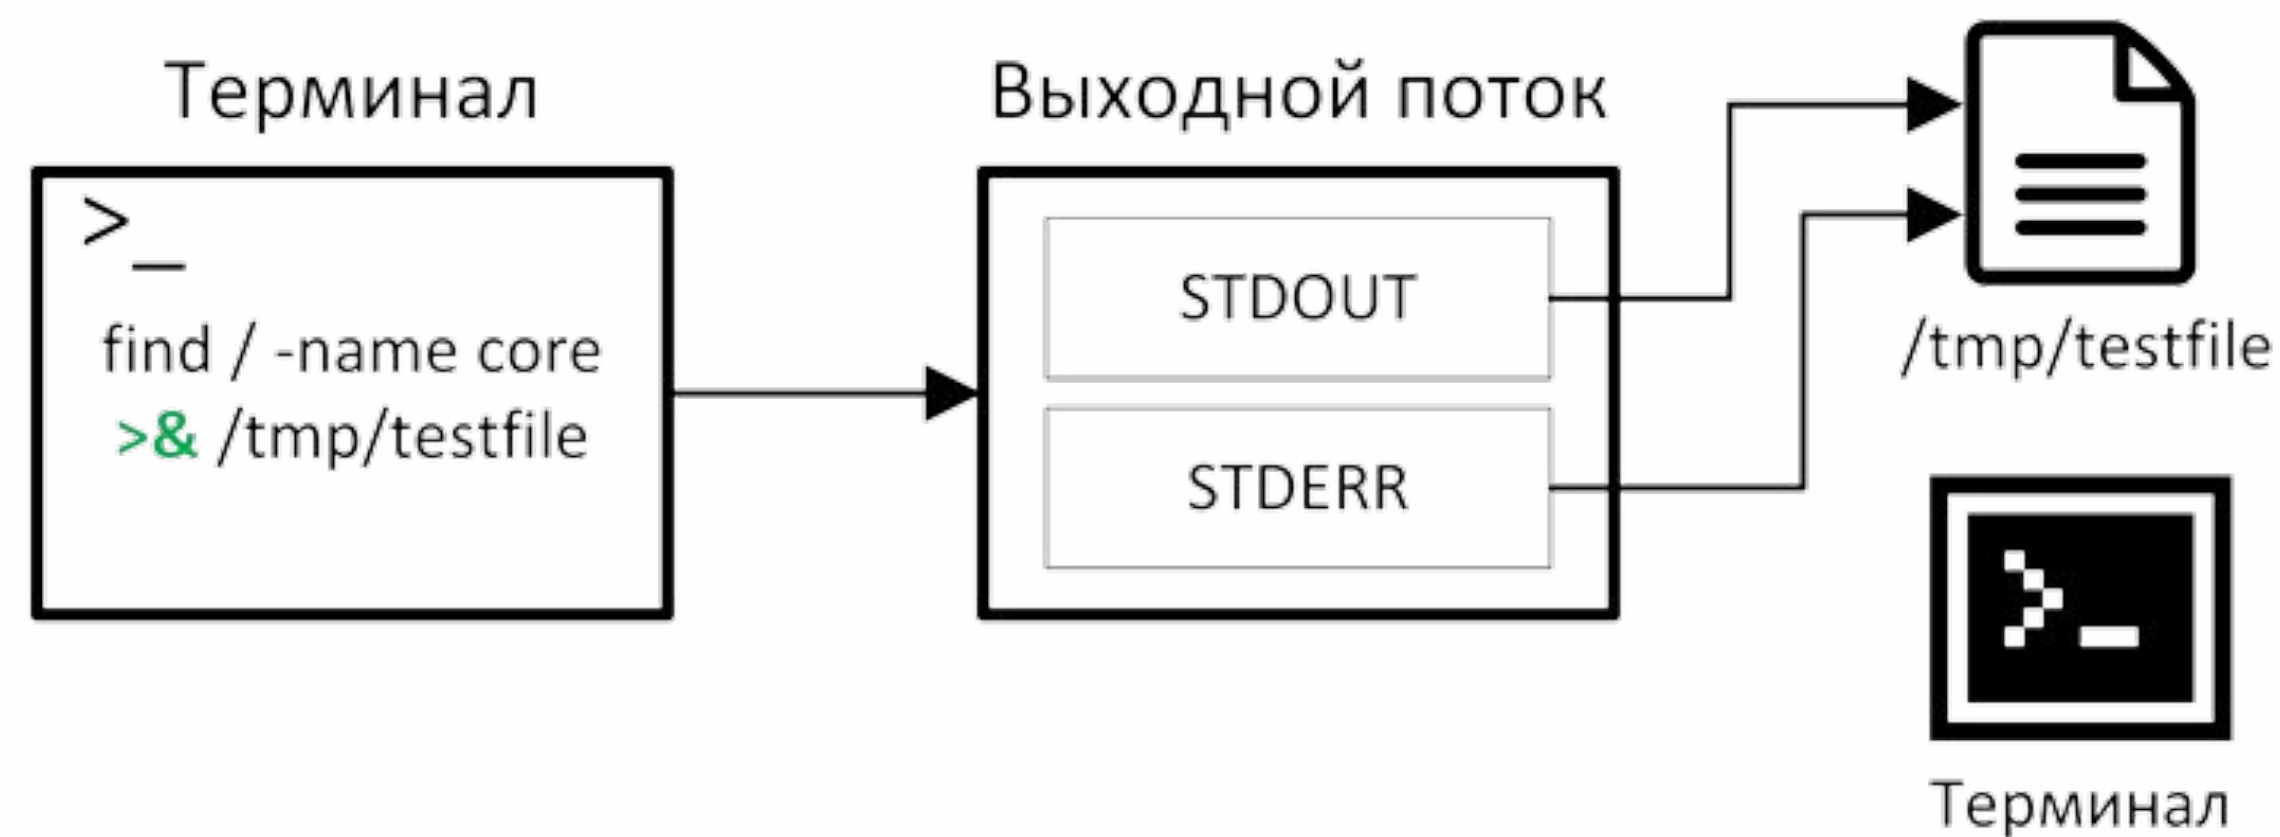 Терминал
>_
find / -name core
>& /tmp/testfile
Выходной поток
STDOUT
STDERR
/tmp/testfile
>_
Терминал